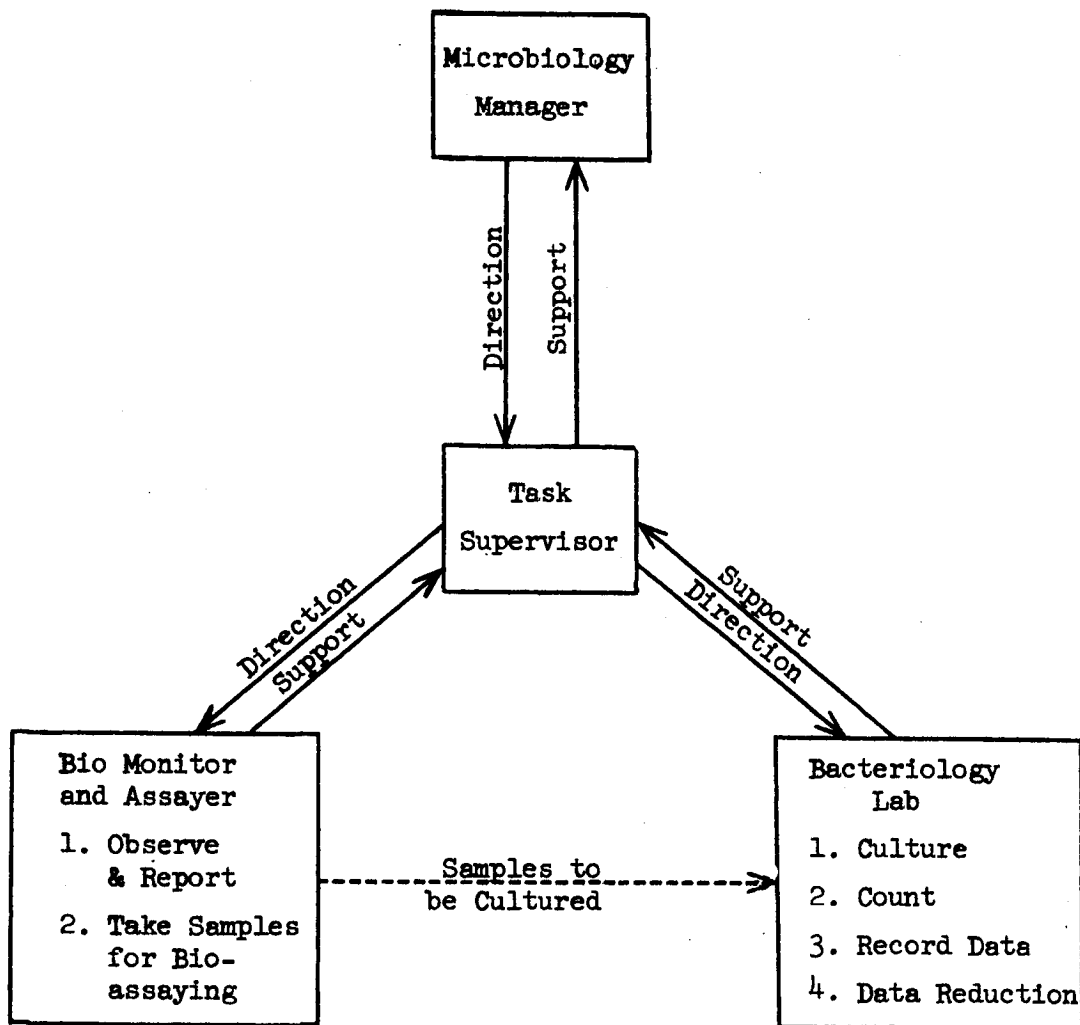 Microbiology
Manager
Direction
Support
Task
Supervisor
Direction
Support
Support
Direction
Bio Monitor
and Assayer
1. Observe
& Report
2. Take Samples
for Bio-
assaying
Samples to
be Cultured
Bacteriology
Lab
1. Culture
2. Count
3. Record Data
4. Data Reduction